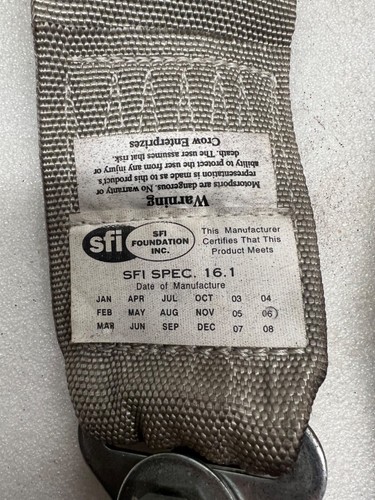 Warning
Motorsports are dangerous. No warranty or
representation is made as to this product's
ability to protect the user from any injury or
death. The user assumes that risk.
Crow Enterprizes
sfi
SFI
FOUNDATION
INC.
This Manufacturer
Certifies That This
Product Meets
SFI SPEC. 16.1
Date of Manufacture
JAN APR JUL OCT 03 04
FEB MAY AUG NOV 05 06
MAR JUN SEP DEC 07 08